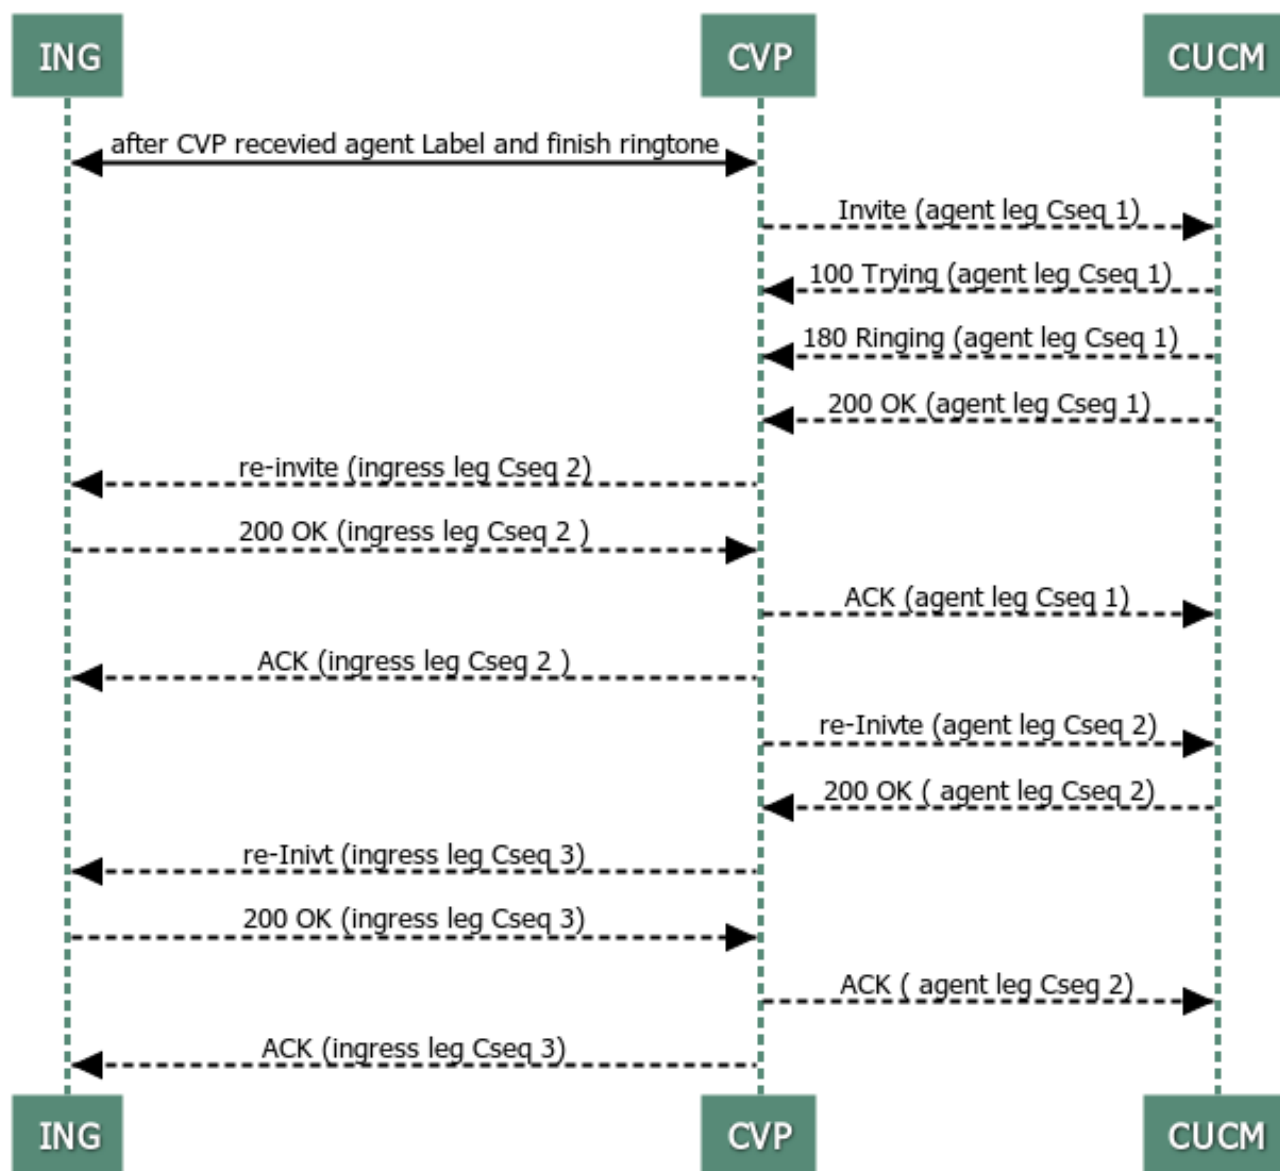 ING CVP CUCM
after CVP recevied agent Label and finish ringtone
Invite (agent leg Cseq 1)
100 Trying (agent leg Cseq 1)
180 Ringing (agent leg Cseq 1)
200 OK (agent leg Cseq 1)
re-invite (ingress leg Cseq 2)
200 OK (ingress leg Cseq 2 )
ACK (agent leg Cseq 1)
ACK (ingress leg Cseq 2 )
re-Inivte (agent leg Cseq 2)
200 OK ( agent leg Cseq 2)
re-Inivt (ingress leg Cseq 3)
200 OK (ingress leg Cseq 3)
ACK ( agent leg Cseq 2)
ACK (ingress leg Cseq 3)
ING CVP CUCM